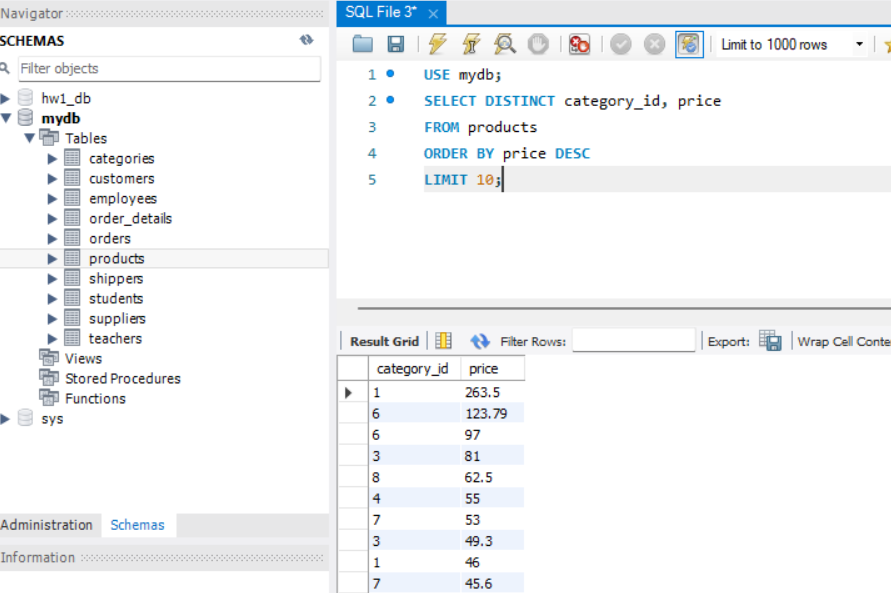 Navigator
SCHEMAS
Filter objects
hw1_db
mydb
Tables
categories
customers
employees
order_details
orders
products
shippers
students
suppliers
teachers
Views
Stored Procedures
Functions
sys
Administration Schemas
Information
SQL File 3*
Limit to 1000 rows
1 USE mydb;
2 SELECT DISTINCT category_id, price
3 FROM products
4 ORDER BY price DESC
5 LIMIT 10;
Result Grid Filter Rows: Export: Wrap Cell Conte
category_id price
1 263.5
6 123.79
6 97
3 81
8 62.5
4 55
7 53
3 49.3
1 46
7 45.6